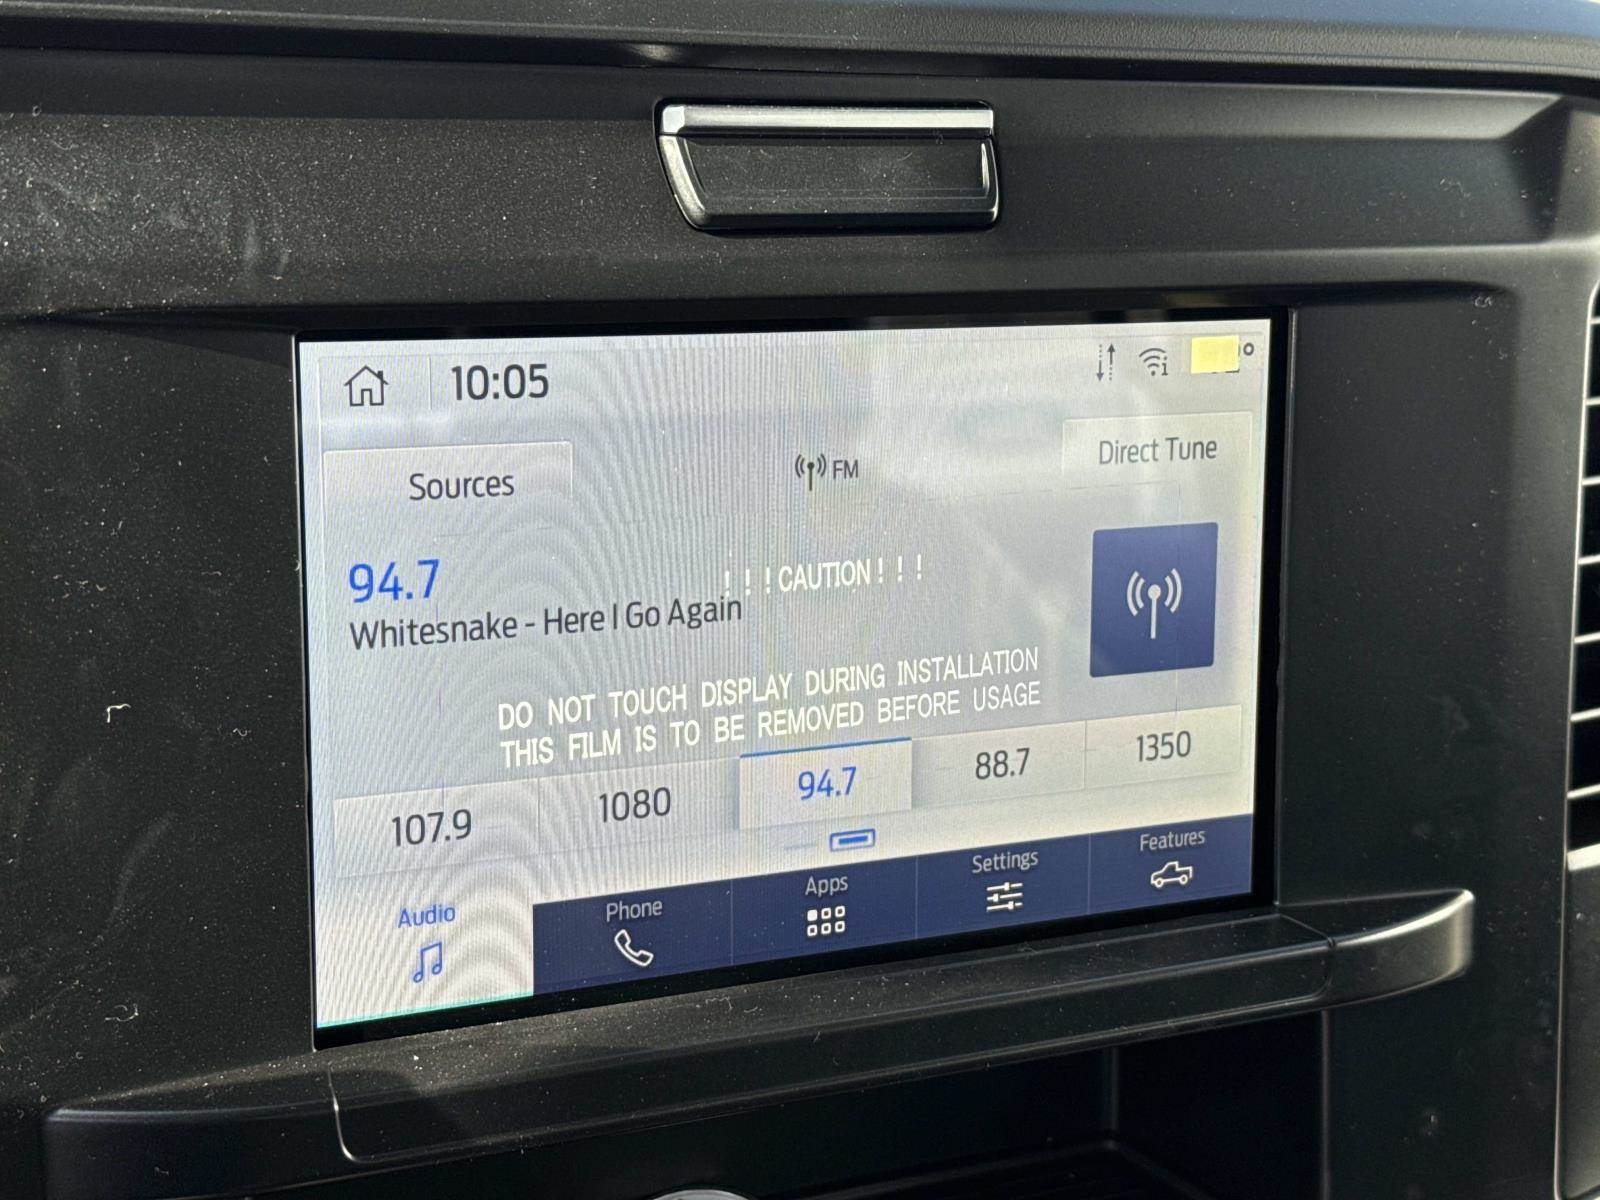 10:05
Sources
FM
Direct Tune
94.7
!!!CAUTION!!!
Whitesnake - Here I Go Again
DO NOT TOUCH DISPLAY DURING INSTALLATION
THIS FILM IS TO BE REMOVED BEFORE USAGE
107.9
1080
94.7
88.7
1350
Audio
Phone
Apps
Settings
Features